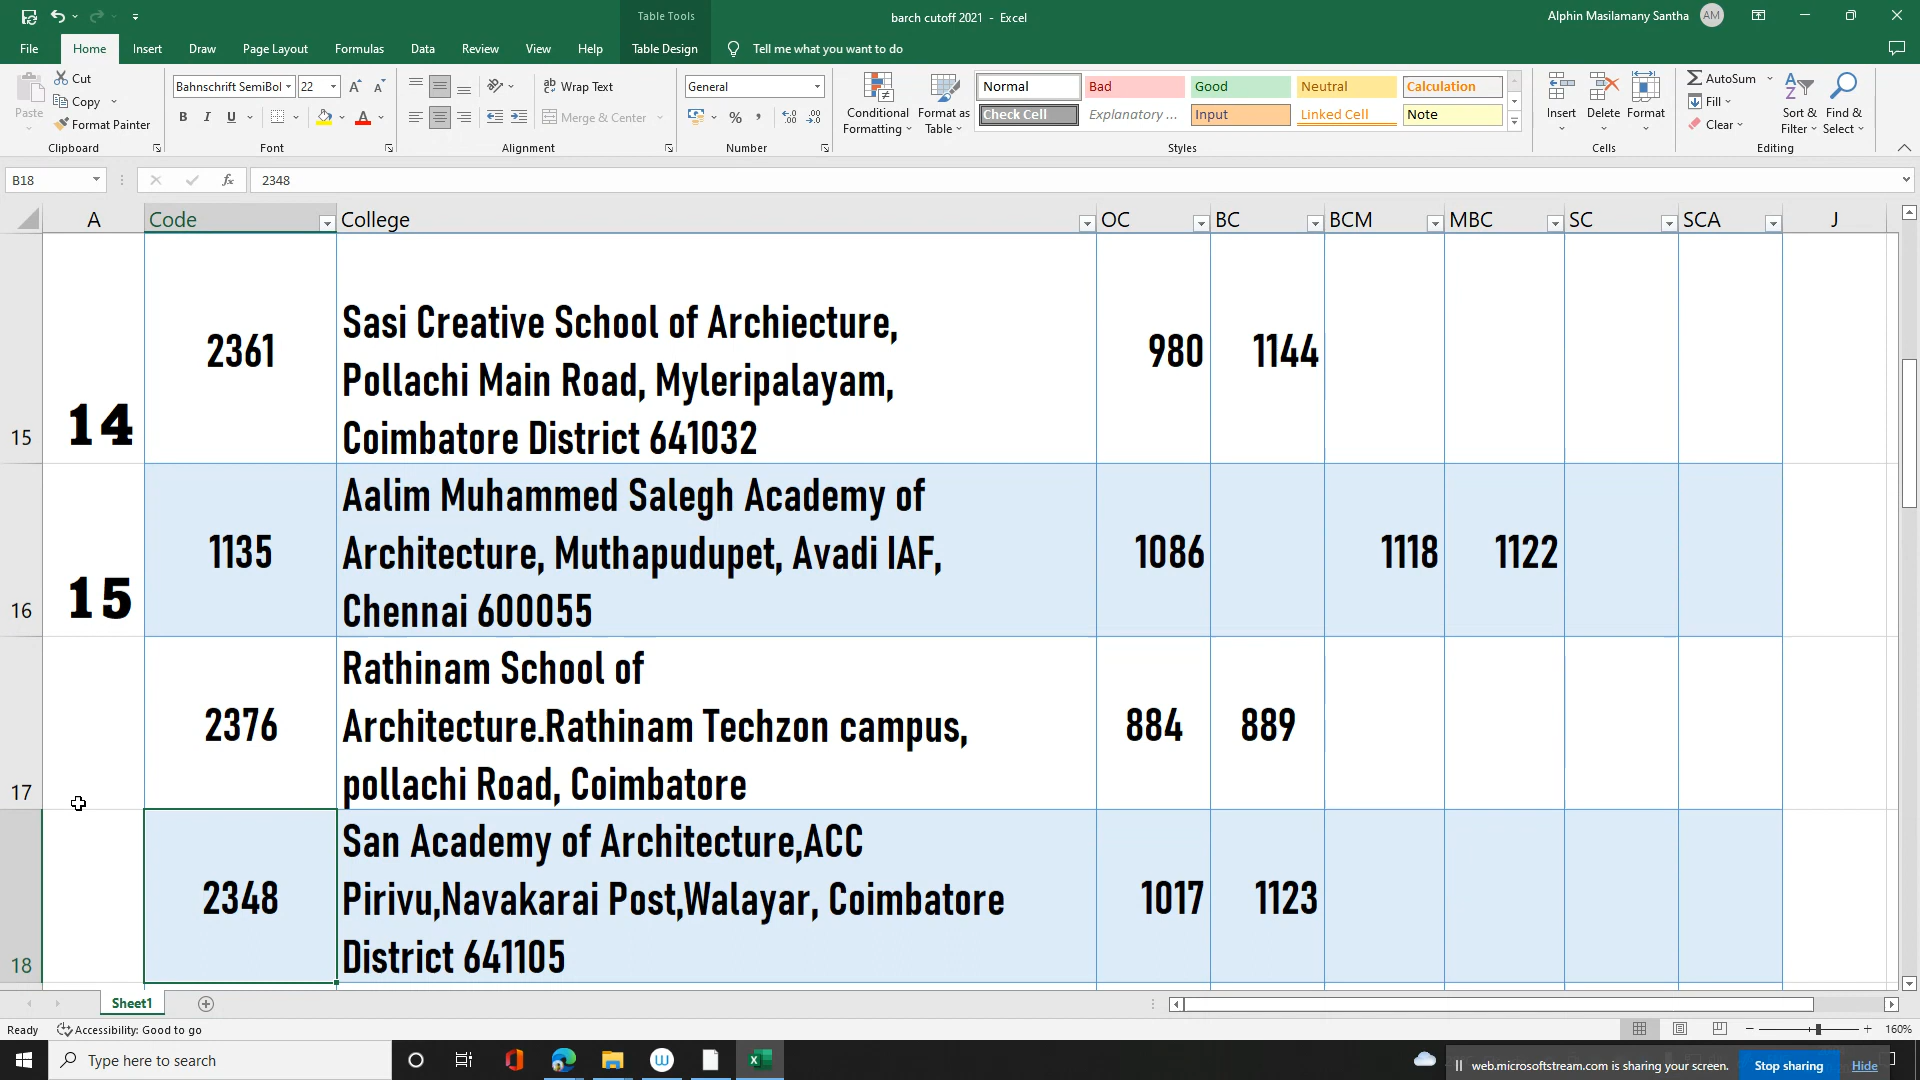 Table Tools
barch cutoff 2021 - Excel
Alphin Masilamany Santha
AM
File
Home
Insert
Draw
Page Layout
Formulas
Data
Review
View
Help
Table Design
Tell me what you want to do
Paste
Cut
Copy
Format Painter
Clipboard
Bahnschrift SemiBol
22
B I U
Font
Wrap Text
Merge & Center
Alignment
General
Number
Conditional Formatting
Format as Table
Normal
Bad
Good
Neutral
Calculation
Check Cell
Explanatory ...
Input
Linked Cell
Note
Styles
Insert
Delete
Format
Cells
AutoSum
Fill
Clear
Sort & Filter
Find & Select
Editing
B18
fx
2348
A
Code
College
OC
BC
BCM
MBC
SC
SCA
J
15
14
2361
Sasi Creative School of Archiecture,
Pollachi Main Road, Myleripalayam,
Coimbatore District 641032
980
1144
16
15
1135
Aalim Muhammed Salegh Academy of
Architecture, Muthapudupet, Avadi IAF,
Chennai 600055
1086
1118
1122
17
2376
Rathinam School of
Architecture.Rathinam Techzon campus,
pollachi Road, Coimbatore
884
889
18
2348
San Academy of Architecture,ACC
Pirivu,Navakarai Post,Walayar, Coimbatore
District 641105
1017
1123
Sheet1
Ready
Accessibility: Good to go
160%
Type here to search
web.microsoftstream.com is sharing your screen.
Stop sharing
Hide